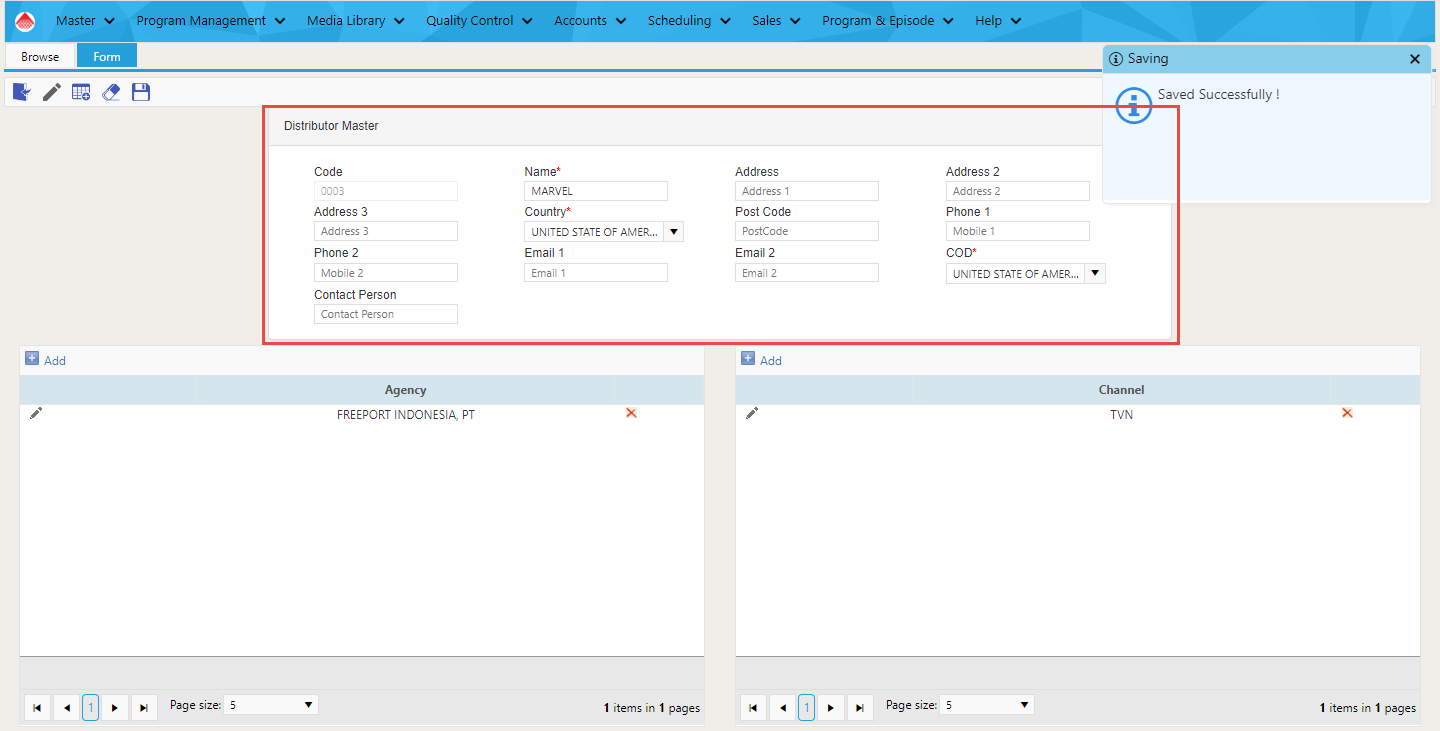 Master Program Management Media Library Quality Control Accounts Scheduling Sales Program & Episode Help
Browse Form
Saving
Saved Successfully !
Distributor Master
Code Name* Address Address 2
0003 MARVEL Address 1 Address 2
Address 3 Country* Post Code Phone 1
Address 3 UNITED STATE OF AMER... PostCode Mobile 1
Phone 2 Email 1 Email 2 COD*
Mobile 2 Email 1 Email 2 UNITED STATE OF AMER...
Contact Person
Contact Person
Add
Agency
FREEPORT INDONESIA, PT
1 Page size: 5 1 items in 1 pages
Add
Channel
TVN
1 Page size: 5 1 items in 1 pages